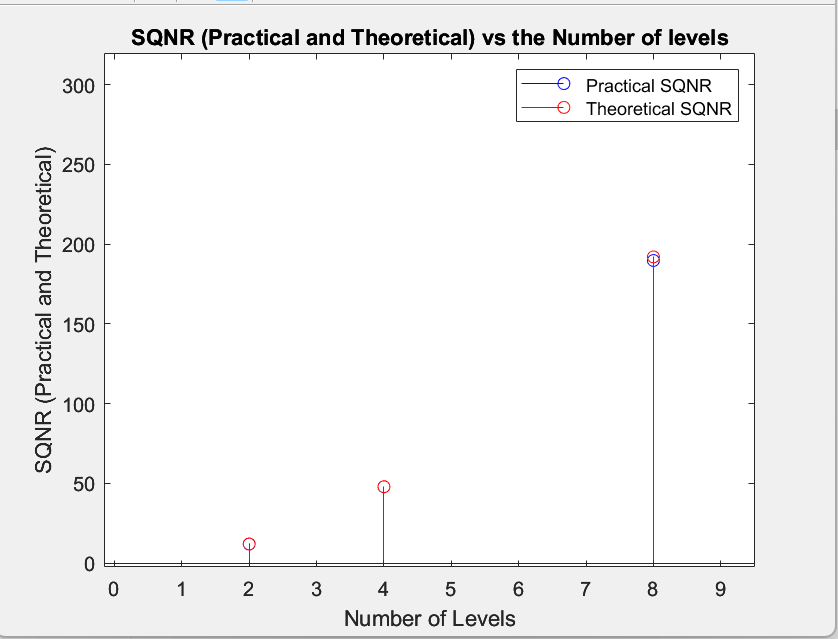 SQNR (Practical and Theoretical) vs the Number of levels
Practical SQNR
Theoretical SQNR
300
250
200
150
100
50
0
SQNR (Practical and Theoretical)
0 1 2 3 4 5 6 7 8 9
Number of Levels